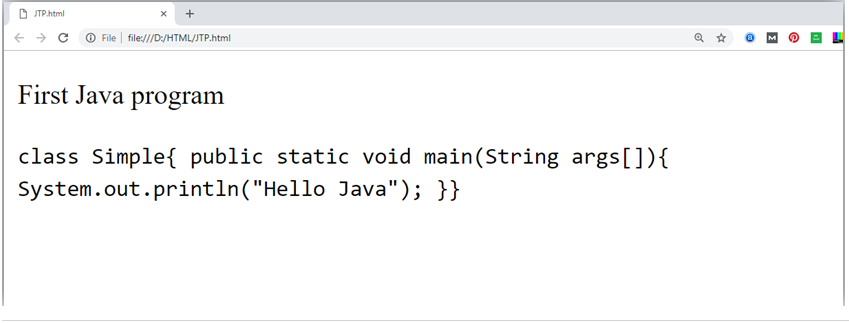 JTP.html
File file:///D:/HTML/JTP.html
First Java program
class Simple{ public static void main(String args[]){
System.out.println("Hello Java"); }}